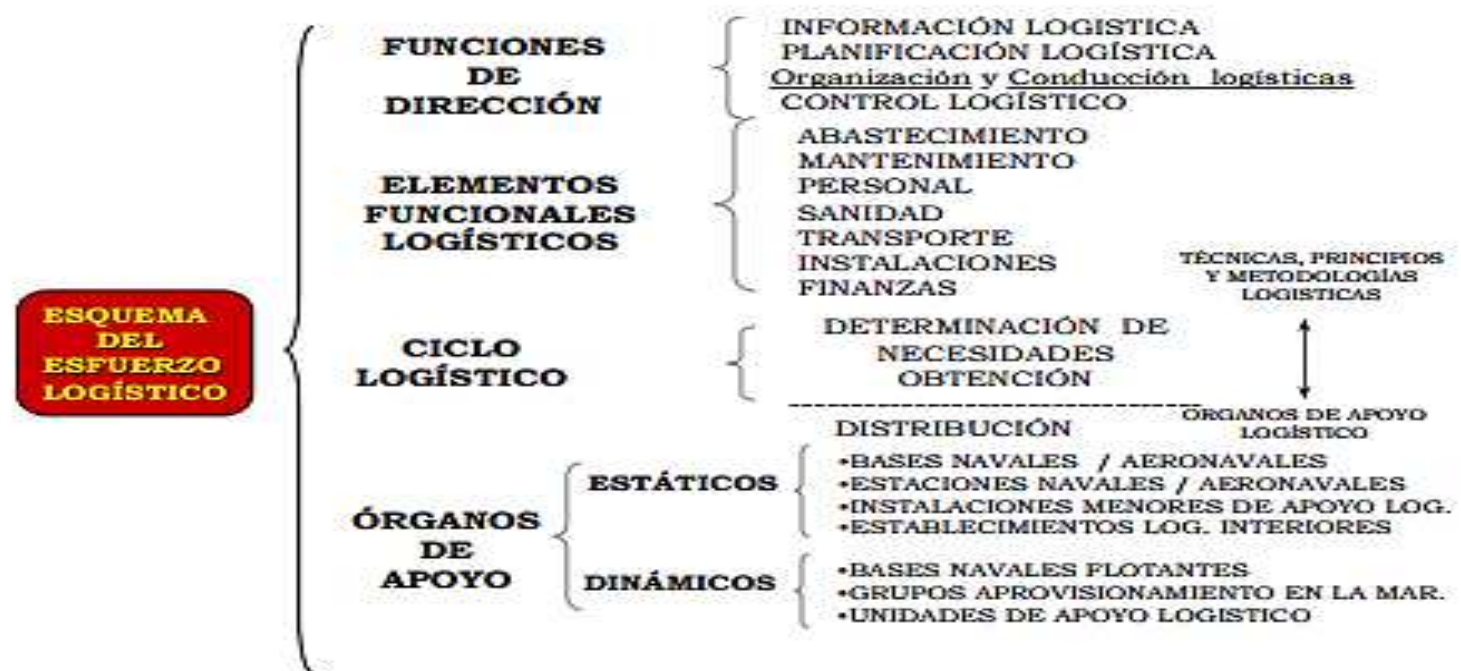 ESQUEMA
DEL
ESFUERZO
LOGÍSTICO
FUNCIONES
DE
DIRECCIÓN
INFORMACIÓN LOGISTICA
PLANIFICACIÓN LOGÍSTICA
Organización y Conducción logísticas
CONTROL LOGÍSTICO
ELEMENTOS
FUNCIONALES
LOGÍSTICOS
ABASTECIMIENTO
MANTENIMIENTO
PERSONAL
SANIDAD
TRANSPORTE
INSTALACIONES
FINANZAS
TÉCNICAS, PRINCIPIOS
Y METODOLOGÍAS
LOGISTICAS
CICLO
LOGÍSTICO
DETERMINACIÓN DE
NECESIDADES
OBTENCIÓN
DISTRIBUCIÓN
ÓRGANOS DE APOYO
LOGÍSTICO
ÓRGANOS
DE
APOYO
ESTÁTICOS
•BASES NAVALES / AERONAVALES
•ESTACIONES NAVALES / AERONAVALES
•INSTALACIONES MENORES DE APOYO LOG.
•ESTABLECIMIENTOS LOG. INTERIORES
DINÁMICOS
•BASES NAVALES FLOTANTES
•GRUPOS APROVISIONAMIENTO EN LA MAR.
•UNIDADES DE APOYO LOGISTICO